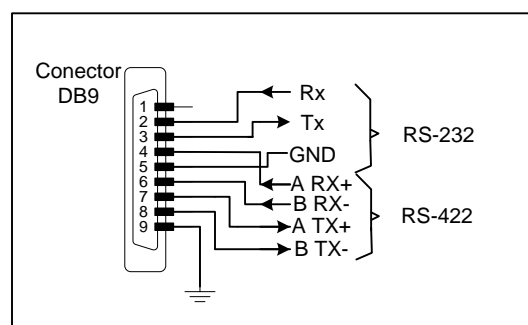 Conector
DB9
1
2
3
4
5
6
7
8
9
Rx
Tx
GND
A RX+
B RX-
A TX+
B TX-
RS-232
RS-422